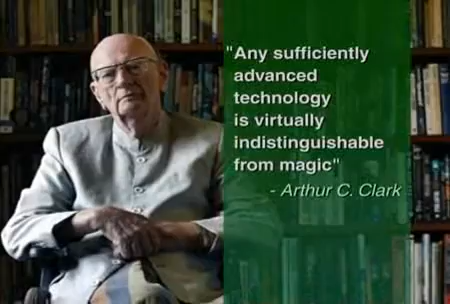 "Any sufficiently
advanced
technology
is virtually
indistinguishable
from magic"
- Arthur C. Clark